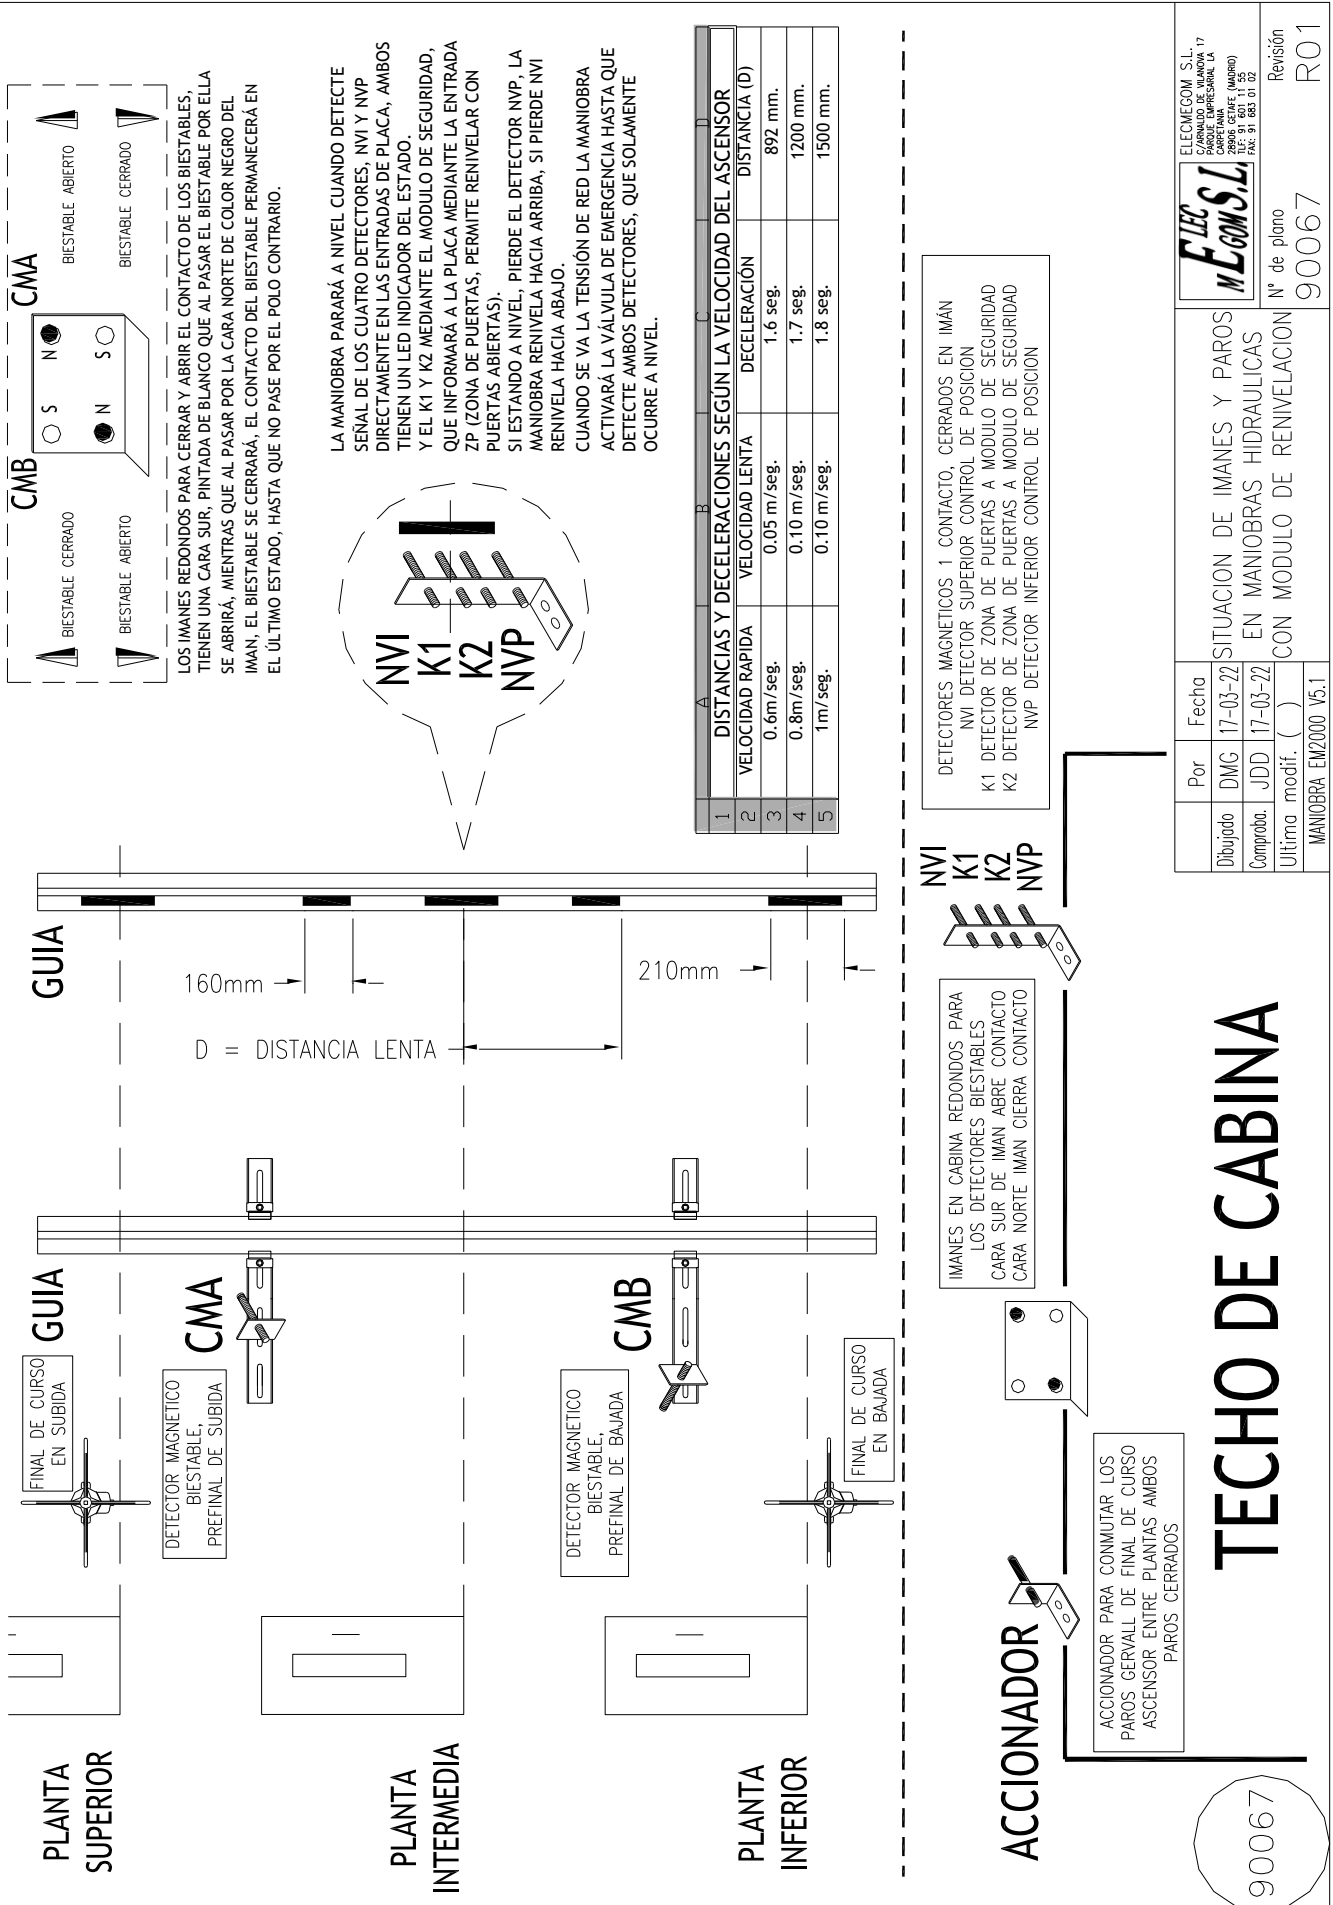 CMB
CMA
S
N
N
S
BIESTABLE CERRADO
BIESTABLE ABIERTO
BIESTABLE ABIERTO
BIESTABLE CERRADO
LOS IMANES REDONDOS PARA CERRAR Y ABRIR EL CONTACTO DE LOS BIESTABLES,
TIENEN UNA CARA SUR, PINTADA DE BLANCO QUE AL PASAR EL BIESTABLE POR ELLA
SE ABRIRÁ, MIENTRAS QUE AL PASAR POR LA CARA NORTE DE COLOR NEGRO DEL
IMAN, EL BIESTABLE SE CERRARÁ, EL CONTACTO DEL BIESTABLE PERMANECERÁ EN
EL ÚLTIMO ESTADO, HASTA QUE NO PASE POR EL POLO CONTRARIO.
LA MANIOBRA PARARÁ A NIVEL CUANDO DETECTE
SEÑAL DE LOS CUATRO DETECTORES, NVI Y NVP
DIRECTAMENTE EN LAS ENTRADAS DE PLACA, AMBOS
TIENEN UN LED INDICADOR DEL ESTADO.
Y EL K1 Y K2 MEDIANTE EL MODULO DE SEGURIDAD,
QUE INFORMARÁ A LA PLACA MEDIANTE LA ENTRADA
ZP (ZONA DE PUERTAS, PERMITE RENIVELAR CON
PUERTAS ABIERTAS).
SI ESTANDO A NIVEL, PIERDE EL DETECTOR NVP, LA
MANIOBRA RENIVELA HACIA ARRIBA, SI PIERDE NVI
RENIVELA HACIA ABAJO.
CUANDO SE VA LA TENSIÓN DE RED LA MANIOBRA
ACTIVARÁ LA VÁLVULA DE EMERGENCIA HASTA QUE
DETECTE AMBOS DETECTORES, QUE SOLAMENTE
OCURRE A NIVEL.
NVI
K1
K2
NVP
A B C D
1 DISTANCIAS Y DECELERACIONES SEGÚN LA VELOCIDAD DEL ASCENSOR
2 VELOCIDAD RAPIDA VELOCIDAD LENTA DECELERACIÓN DISTANCIA (D)
3 0.6m/seg. 0.05 m/seg. 1.6 seg. 892 mm.
4 0.8m/seg. 0.10 m/seg. 1.7 seg. 1200 mm.
5 1m/seg. 0.10 m/seg. 1.8 seg. 1500 mm.
GUIA
160mm
210mm
D = DISTANCIA LENTA
GUIA
CMA
CMB
FINAL DE CURSO
EN SUBIDA
DETECTOR MAGNETICO
BIESTABLE,
PREFINAL DE SUBIDA
DETECTOR MAGNETICO
BIESTABLE,
PREFINAL DE BAJADA
FINAL DE CURSO
EN BAJADA
PLANTA
SUPERIOR
PLANTA
INTERMEDIA
PLANTA
INFERIOR
DETECTORES MAGNETICOS 1 CONTACTO, CERRADOS EN IMÁN
NVI DETECTOR SUPERIOR CONTROL DE POSICION
K1 DETECTOR DE ZONA DE PUERTAS A MODULO DE SEGURIDAD
K2 DETECTOR DE ZONA DE PUERTAS A MODULO DE SEGURIDAD
NVP DETECTOR INFERIOR CONTROL DE POSICION
NVI
K1
K2
NVP
IMANES EN CABINA REDONDOS PARA
LOS DETECTORES BIESTABLES
CARA SUR DE IMAN ABRE CONTACTO
CARA NORTE IMAN CIERRA CONTACTO
ACCIONADOR
ACCIONADOR PARA CONMUTAR LOS
PAROS GERVALL DE FINAL DE CURSO
ASCENSOR ENTRE PLANTAS AMBOS
PAROS CERRADOS
TECHO DE CABINA
90067
Por Fecha
Dibujado DMG 17-03-22
Comproba. JDD 17-03-22
Ultima modif. ( )
MANIOBRA EM2000 V5.1
SITUACION DE IMANES Y PAROS
EN MANIOBRAS HIDRAULICAS
CON MODULO DE RENIVELACION
ELEC
MEGOM S.L.
ELECMEGOM S.L.
C/ARNALDO DE VILANOVA 17
PARQUE EMPRESARIAL LA
CARPETANIA
28906 GETAFE (MADRID)
TLF: 91 601 11 55
FAX: 91 683 01 02
Nº de plano
90067
Revisión
R01